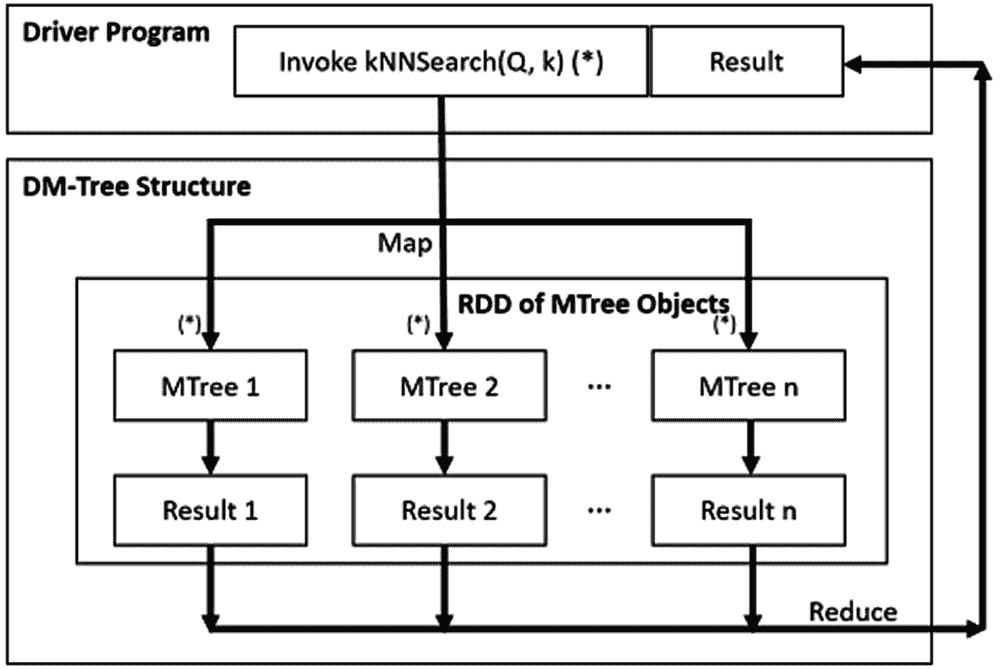 Driver Program
Invoke kNNSearch(Q, k) (*)
Result
DM-Tree Structure
Map
RDD of MTree Objects
(*)
(*)
(*)
MTree 1
MTree 2
...
MTree n
Result 1
Result 2
...
Result n
Reduce